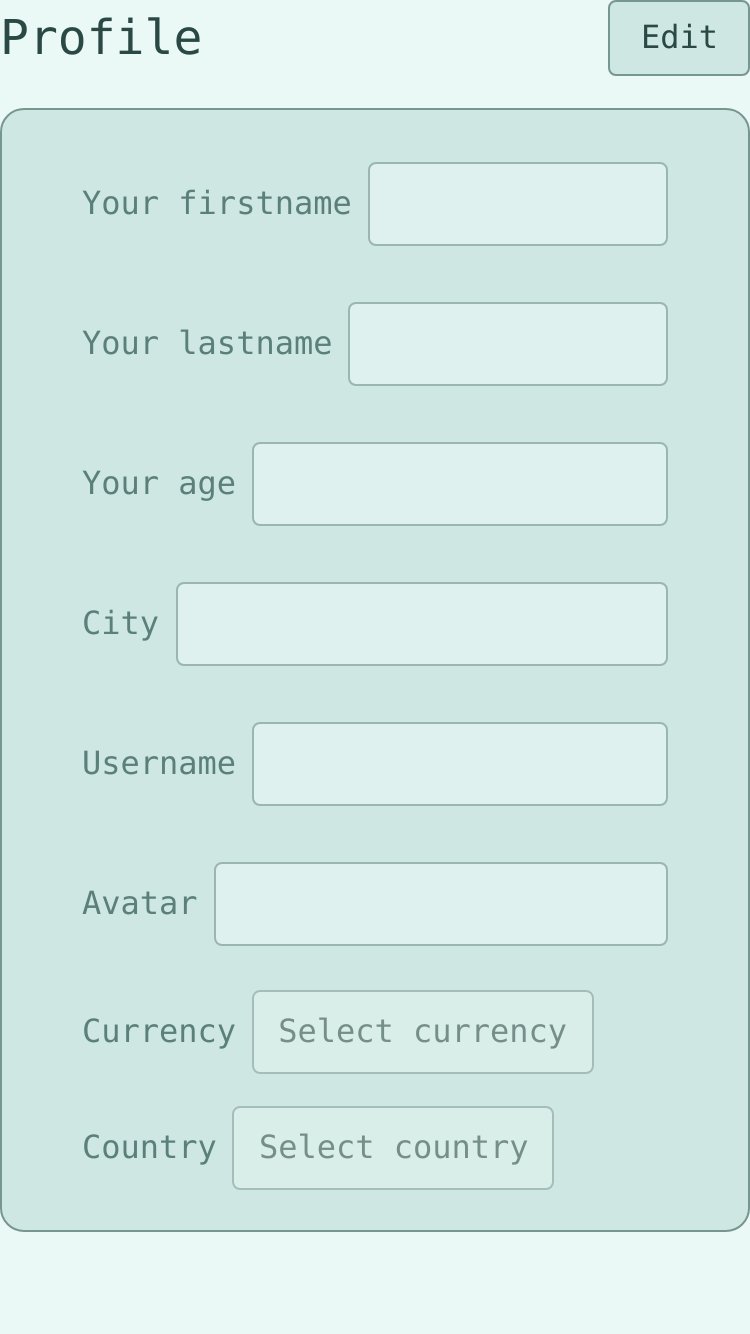 Profile
Edit
Your firstname
Your lastname
Your age
City
Username
Avatar
Currency Select currency
Country Select country